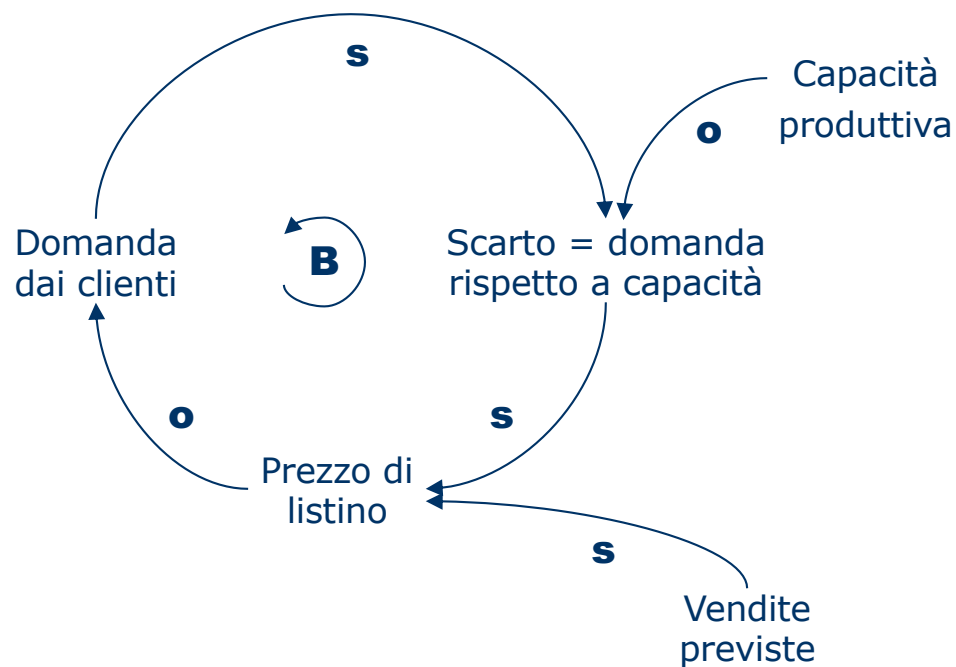 s
Capacità
produttiva
o
Domanda
dai clienti
B
Scarto = domanda
rispetto a capacità
o
s
Prezzo di
listino
s
Vendite
previste